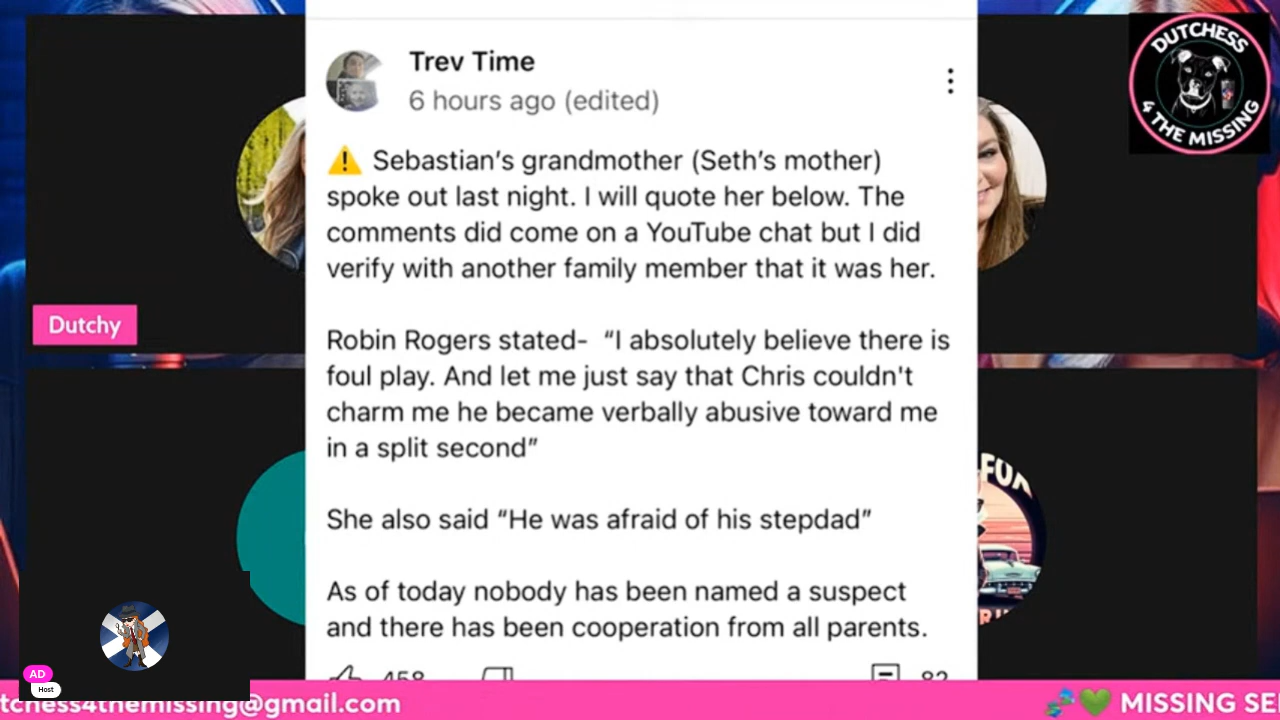 Trev Time
6 hours ago (edited)
⚠️ Sebastian's grandmother (Seth's mother)
spoke out last night. I will quote her below. The
comments did come on a YouTube chat but I did
verify with another family member that it was her.
Robin Rogers stated- “I absolutely believe there is
foul play. And let me just say that Chris couldn't
charm me he became verbally abusive toward me
in a split second”
She also said “He was afraid of his stepdad”
As of today nobody has been named a suspect
and there has been cooperation from all parents.
DUTCHESS
4 THE MISSING
Dutchy
AD
Host
tchess4themissing@gmail.com
MISSING SE